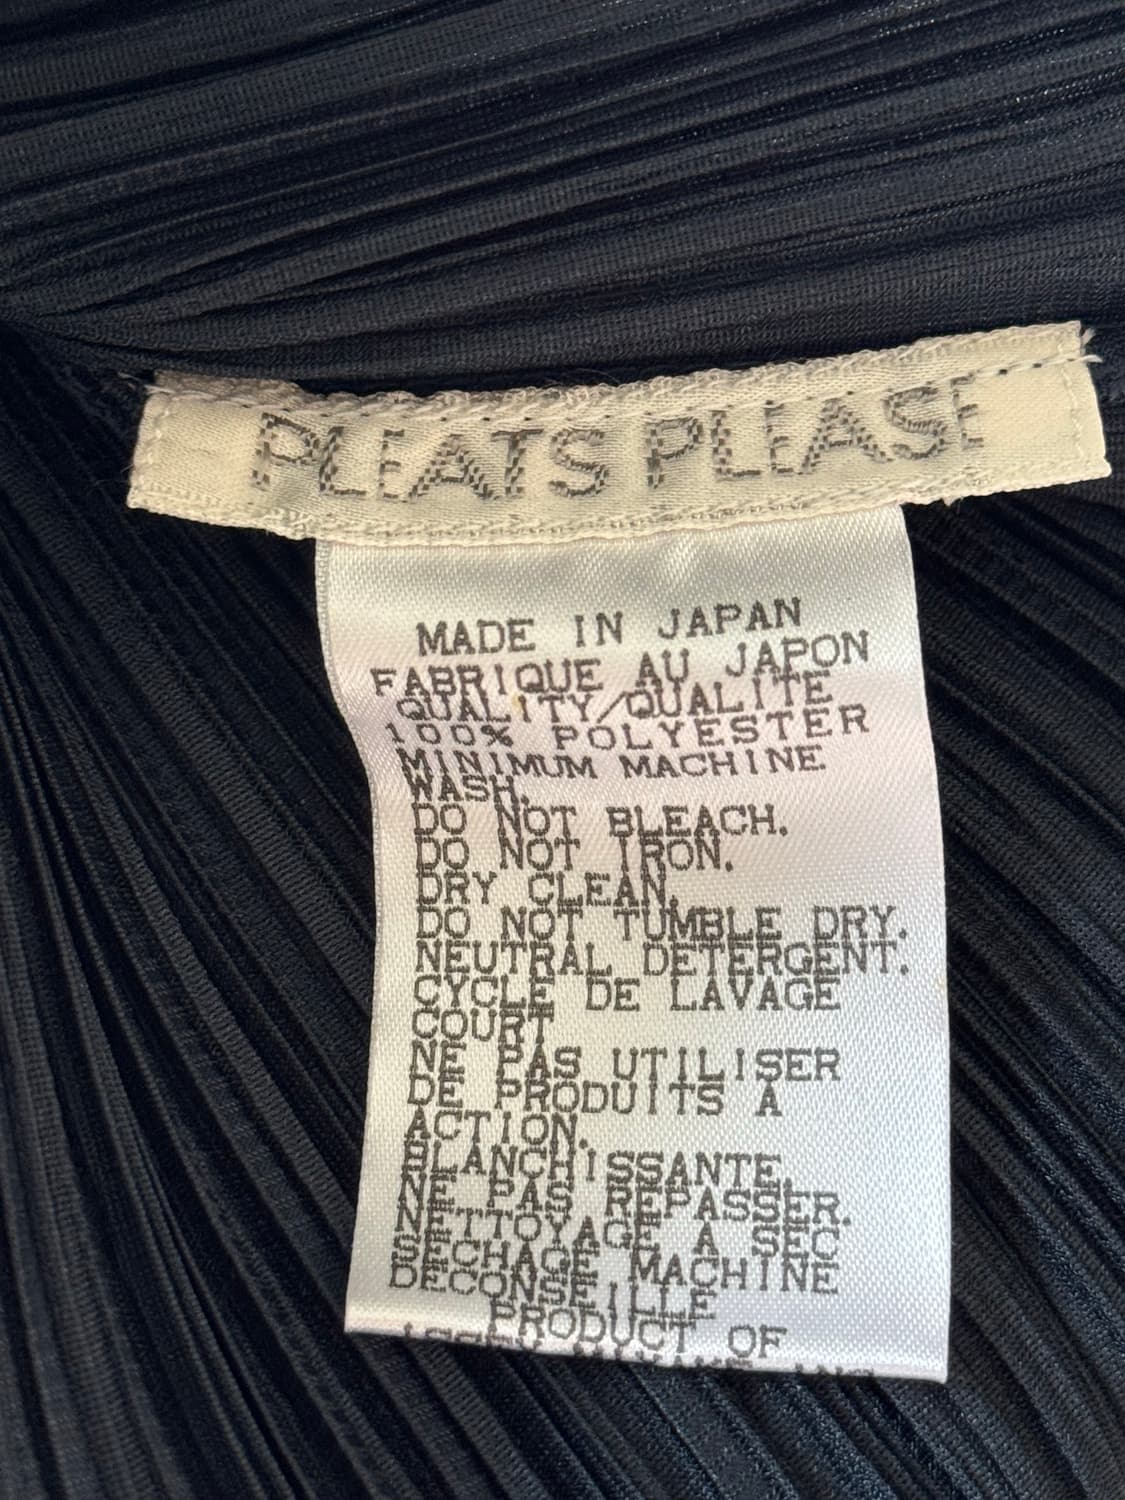 PLEATS PLEASE
MADE IN JAPAN
FABRIQUE AU JAPON
QUALITY/QUALITE
100% POLYESTER
MINIMUM MACHINE
WASH.
DO NOT BLEACH.
DO NOT IRON.
DRY CLEAN.
DO NOT TUMBLE DRY.
NEUTRAL DETERGENT.
CYCLE DE LAVAGE
COURT
NE PAS UTILISER
DE PRODUITS A
ACTION.
BLANCHISSANTE.
NE PAS REPASSER.
NETTOYAGE A SEC
SECHAGE MACHINE
DECONSEILLE
PRODUCT OF